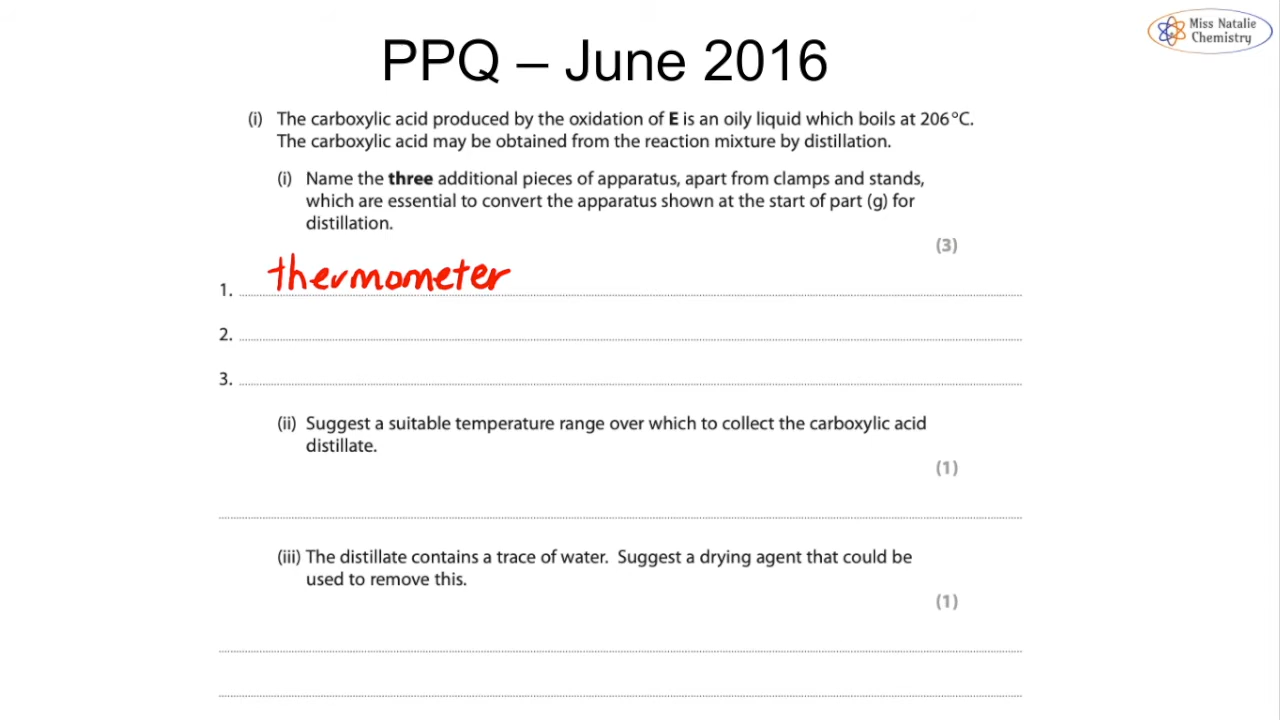 Miss Natalie
Chemistry
PPQ – June 2016
(i) The carboxylic acid produced by the oxidation of E is an oily liquid which boils at 206 °C.
The carboxylic acid may be obtained from the reaction mixture by distillation.
(i) Name the three additional pieces of apparatus, apart from clamps and stands,
which are essential to convert the apparatus shown at the start of part (g) for
distillation.
(3)
1. thermometer
2.
3.
(ii) Suggest a suitable temperature range over which to collect the carboxylic acid
distillate.
(1)
(iii) The distillate contains a trace of water. Suggest a drying agent that could be
used to remove this.
(1)